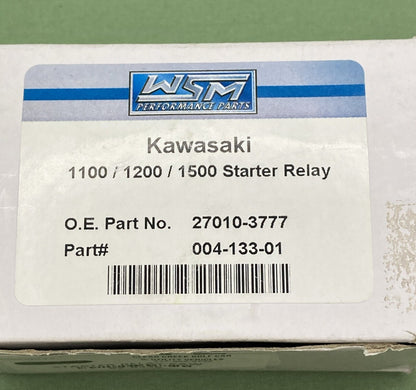 WSM
PERFORMANCE PARTS
Kawasaki
1100 / 1200 / 1500 Starter Relay
O.E. Part No. 27010-3777
Part# 004-133-01